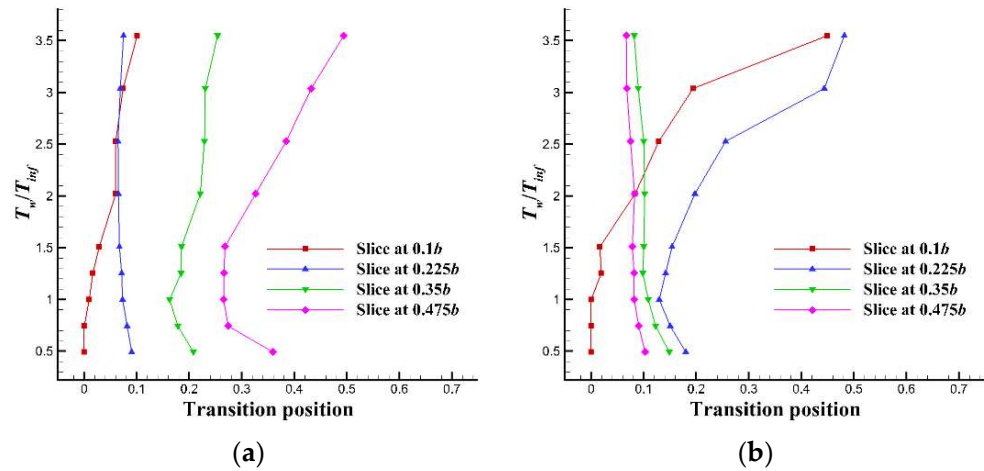 3.5
3
2.5
2
1.5
1
0.5
T_w/T_inf
0 0.1 0.2 0.3 0.4 0.5 0.6 0.7
Transition position
Slice at 0.1b
Slice at 0.225b
Slice at 0.35b
Slice at 0.475b
(a)
3.5
3
2.5
2
1.5
1
0.5
T_w/T_inf
0 0.1 0.2 0.3 0.4 0.5 0.6 0.7
Transition position
Slice at 0.1b
Slice at 0.225b
Slice at 0.35b
Slice at 0.475b
(b)